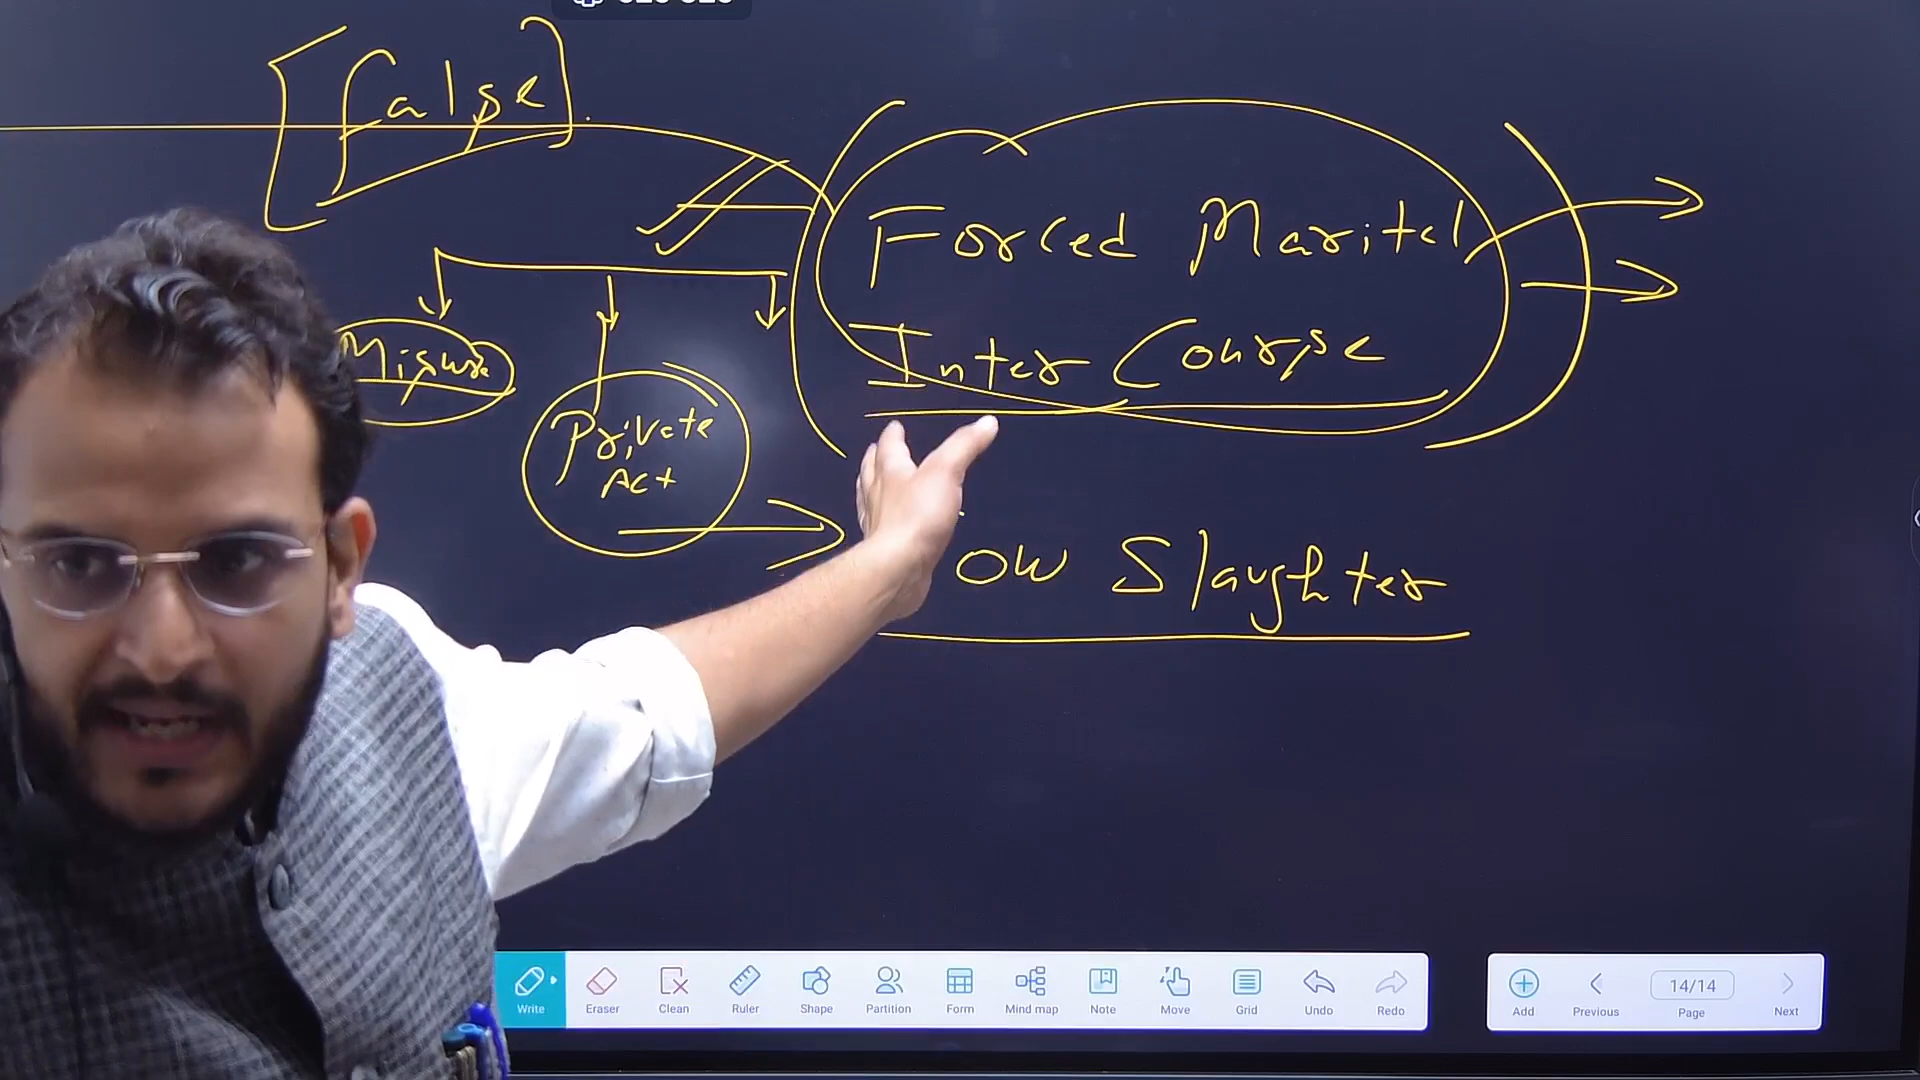 [false].
Forced Marital
Inter Course
Misuse
Private
Act
ow Slaughter
Write
Eraser
Clean
Ruler
Shape
Partition
Form
Mind map
Note
Move
Grid
Undo
Redo
Add
Previous
14/14
Page
Next